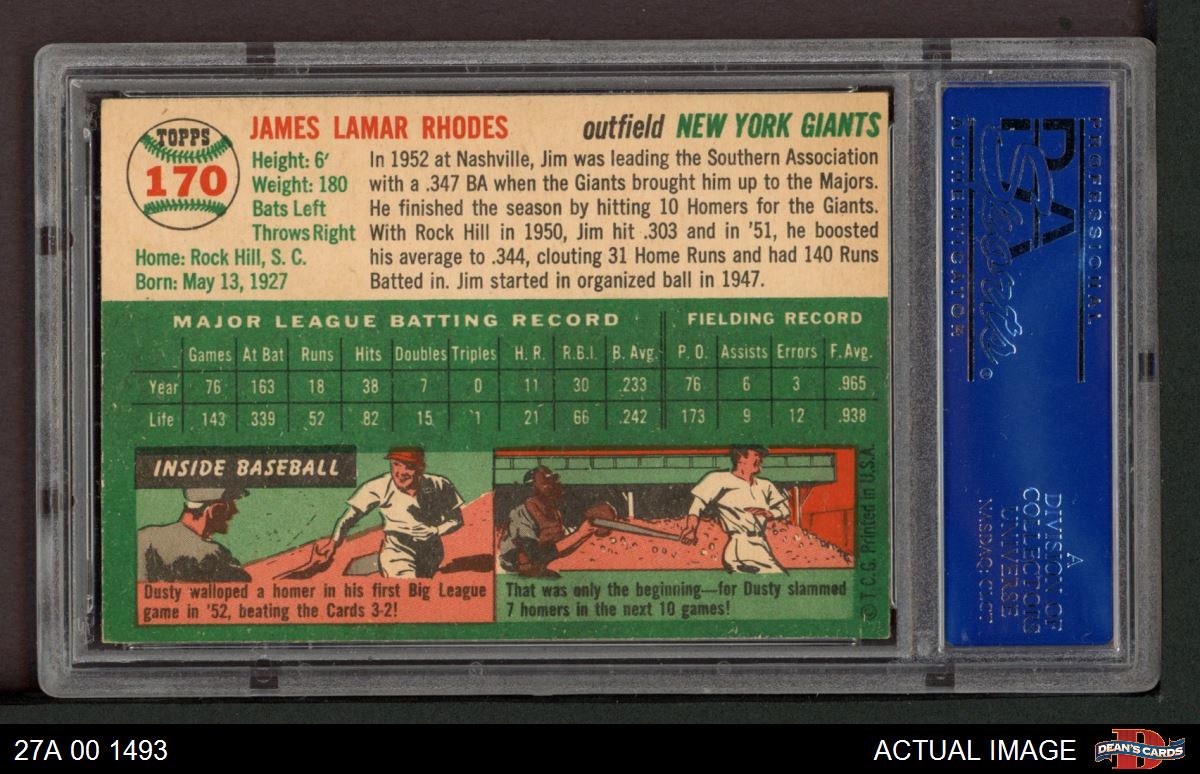 TOPPS
170
JAMES LAMAR RHODES
outfield NEW YORK GIANTS
Height: 6'
Weight: 180
Bats Left
Throws Right
Home: Rock Hill, S. C.
Born: May 13, 1927
In 1952 at Nashville, Jim was leading the Southern Association
with a .347 BA when the Giants brought him up to the Majors.
He finished the season by hitting 10 Homers for the Giants.
With Rock Hill in 1950, Jim hit .303 and in '51, he boosted
his average to .344, clouting 31 Home Runs and had 140 Runs
Batted in. Jim started in organized ball in 1947.
MAJOR LEAGUE BATTING RECORD FIELDING RECORD
Games At Bat Runs Hits Doubles Triples H. R. R.B.I. B. Avg. P. O. Assists Errors F. Avg.
Year 76 163 18 38 7 0 11 30 .233 76 6 3 .965
Life 143 339 52 82 15 1 21 66 .242 173 9 12 .938
INSIDE BASEBALL
Dusty walloped a homer in his first Big League
game in '52, beating the Cards 3-2!
That was only the beginning—for Dusty slammed
7 homers in the next 10 games!
© T.C.G. Printed in U.S.A.
PROFESSIONAL
PSA
Sports
AUTHENTICATOR
©
A
DIVISION OF
COLLECTORS
UNIVERSE
NASDAQ: CLCT
27A 00 1493
ACTUAL IMAGE
DEAN'S CARDS